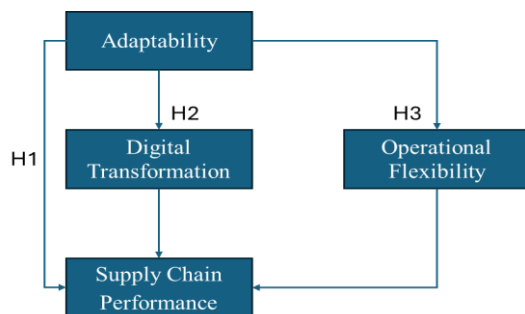 Adaptability
H2
H3
H1
Digital
Transformation
Operational
Flexibility
Supply Chain
Performance